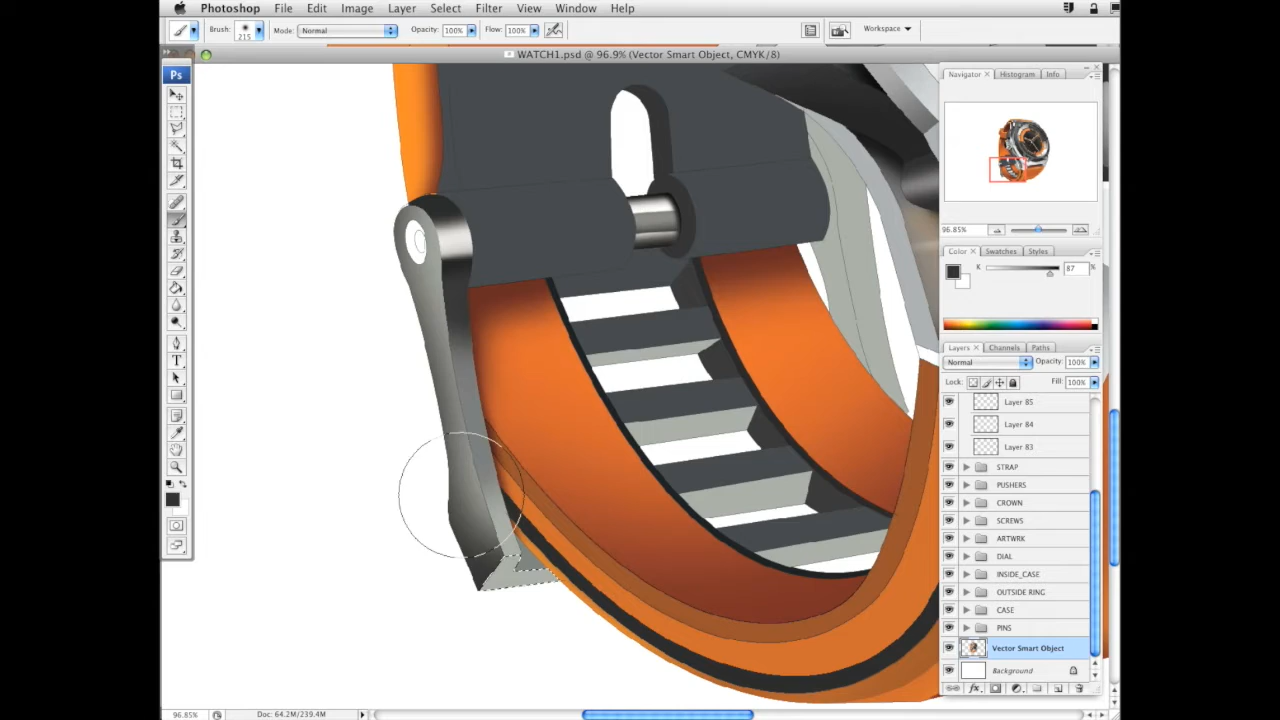 Photoshop File Edit Image Layer Select Filter View Window Help
Brush: 215 Mode: Normal Opacity: 100% Flow: 100% Workspace
WATCH1.psd @ 96.9% (Vector Smart Object, CMYK/8)
Ps
T
Navigator Histogram Info
96.85%
Color Swatches Styles
K 87 %
Layers Channels Paths
Normal Opacity: 100%
Lock: Fill: 100%
Layer 85
Layer 84
Layer 83
STRAP
PUSHERS
CROWN
SCREWS
ARTWRK
DIAL
INSIDE_CASE
OUTSIDE RING
CASE
PINS
Vector Smart Object
Background
fx
96.85% Doc: 64.2M/239.4M